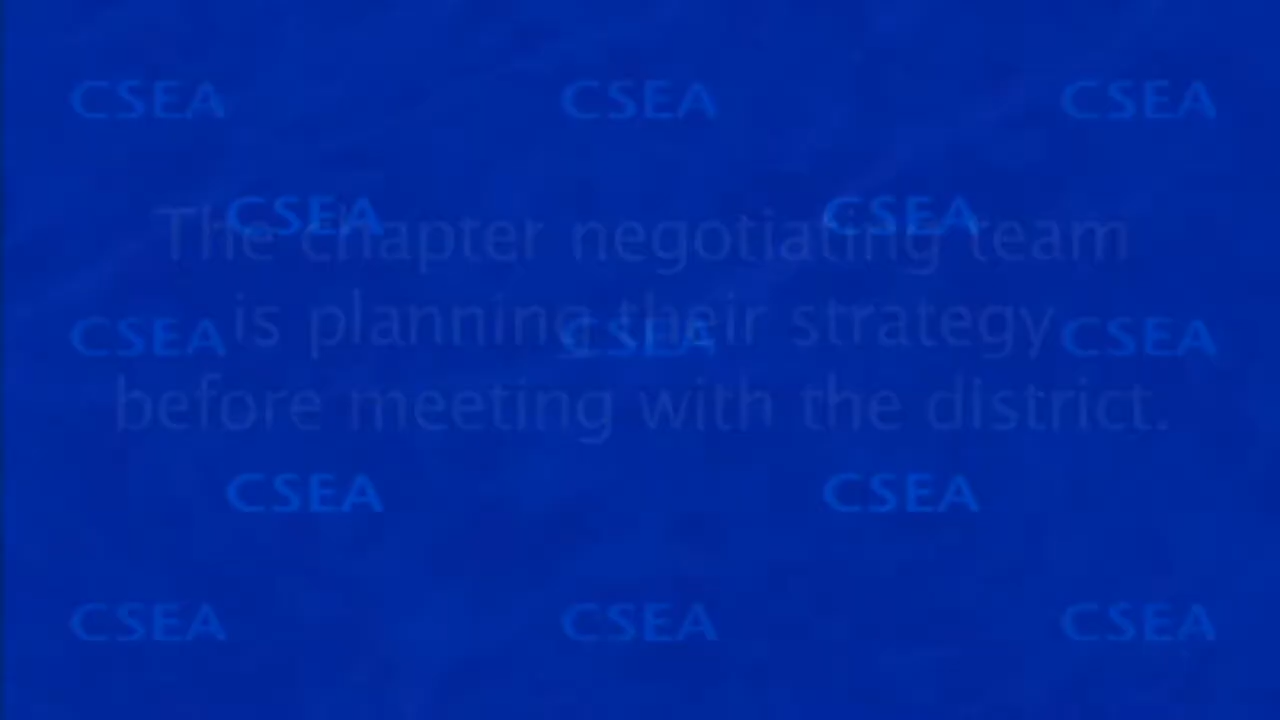 CSEA CSEA CSEA
CSEA CSEA
The chapter negotiating team
is planning their strategy
CSEA CSEA CSEA
before meeting with the district.
CSEA CSEA
CSEA CSEA CSEA